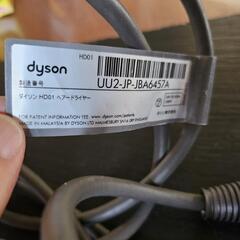 HD01
dyson
製造番号
UU2-JP-JBA6457A
ダイソン HD01 ヘアードライヤー
FOR PATENT INFORMATION PLEASE VISIT: www.dyson.com/patents
MADE IN MALAYSIA BY DYSON LTD MALMESBURY SN16 0RP ENGLAND